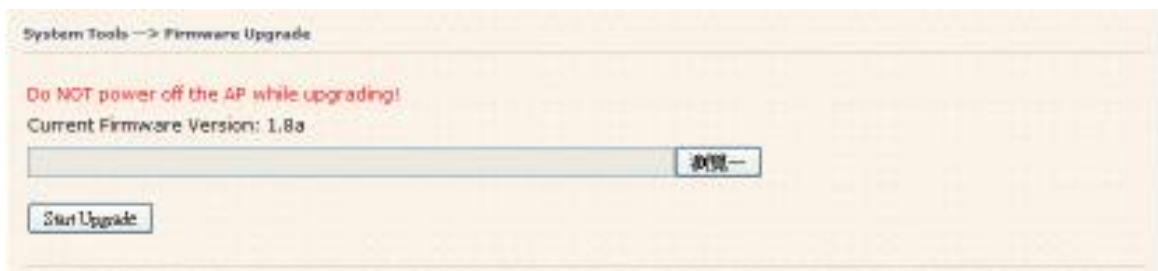 System Tools —> Firmware Upgrade
Do NOT power off the AP while upgrading!
Current Firmware Version: 1.8a
Start Upgrade